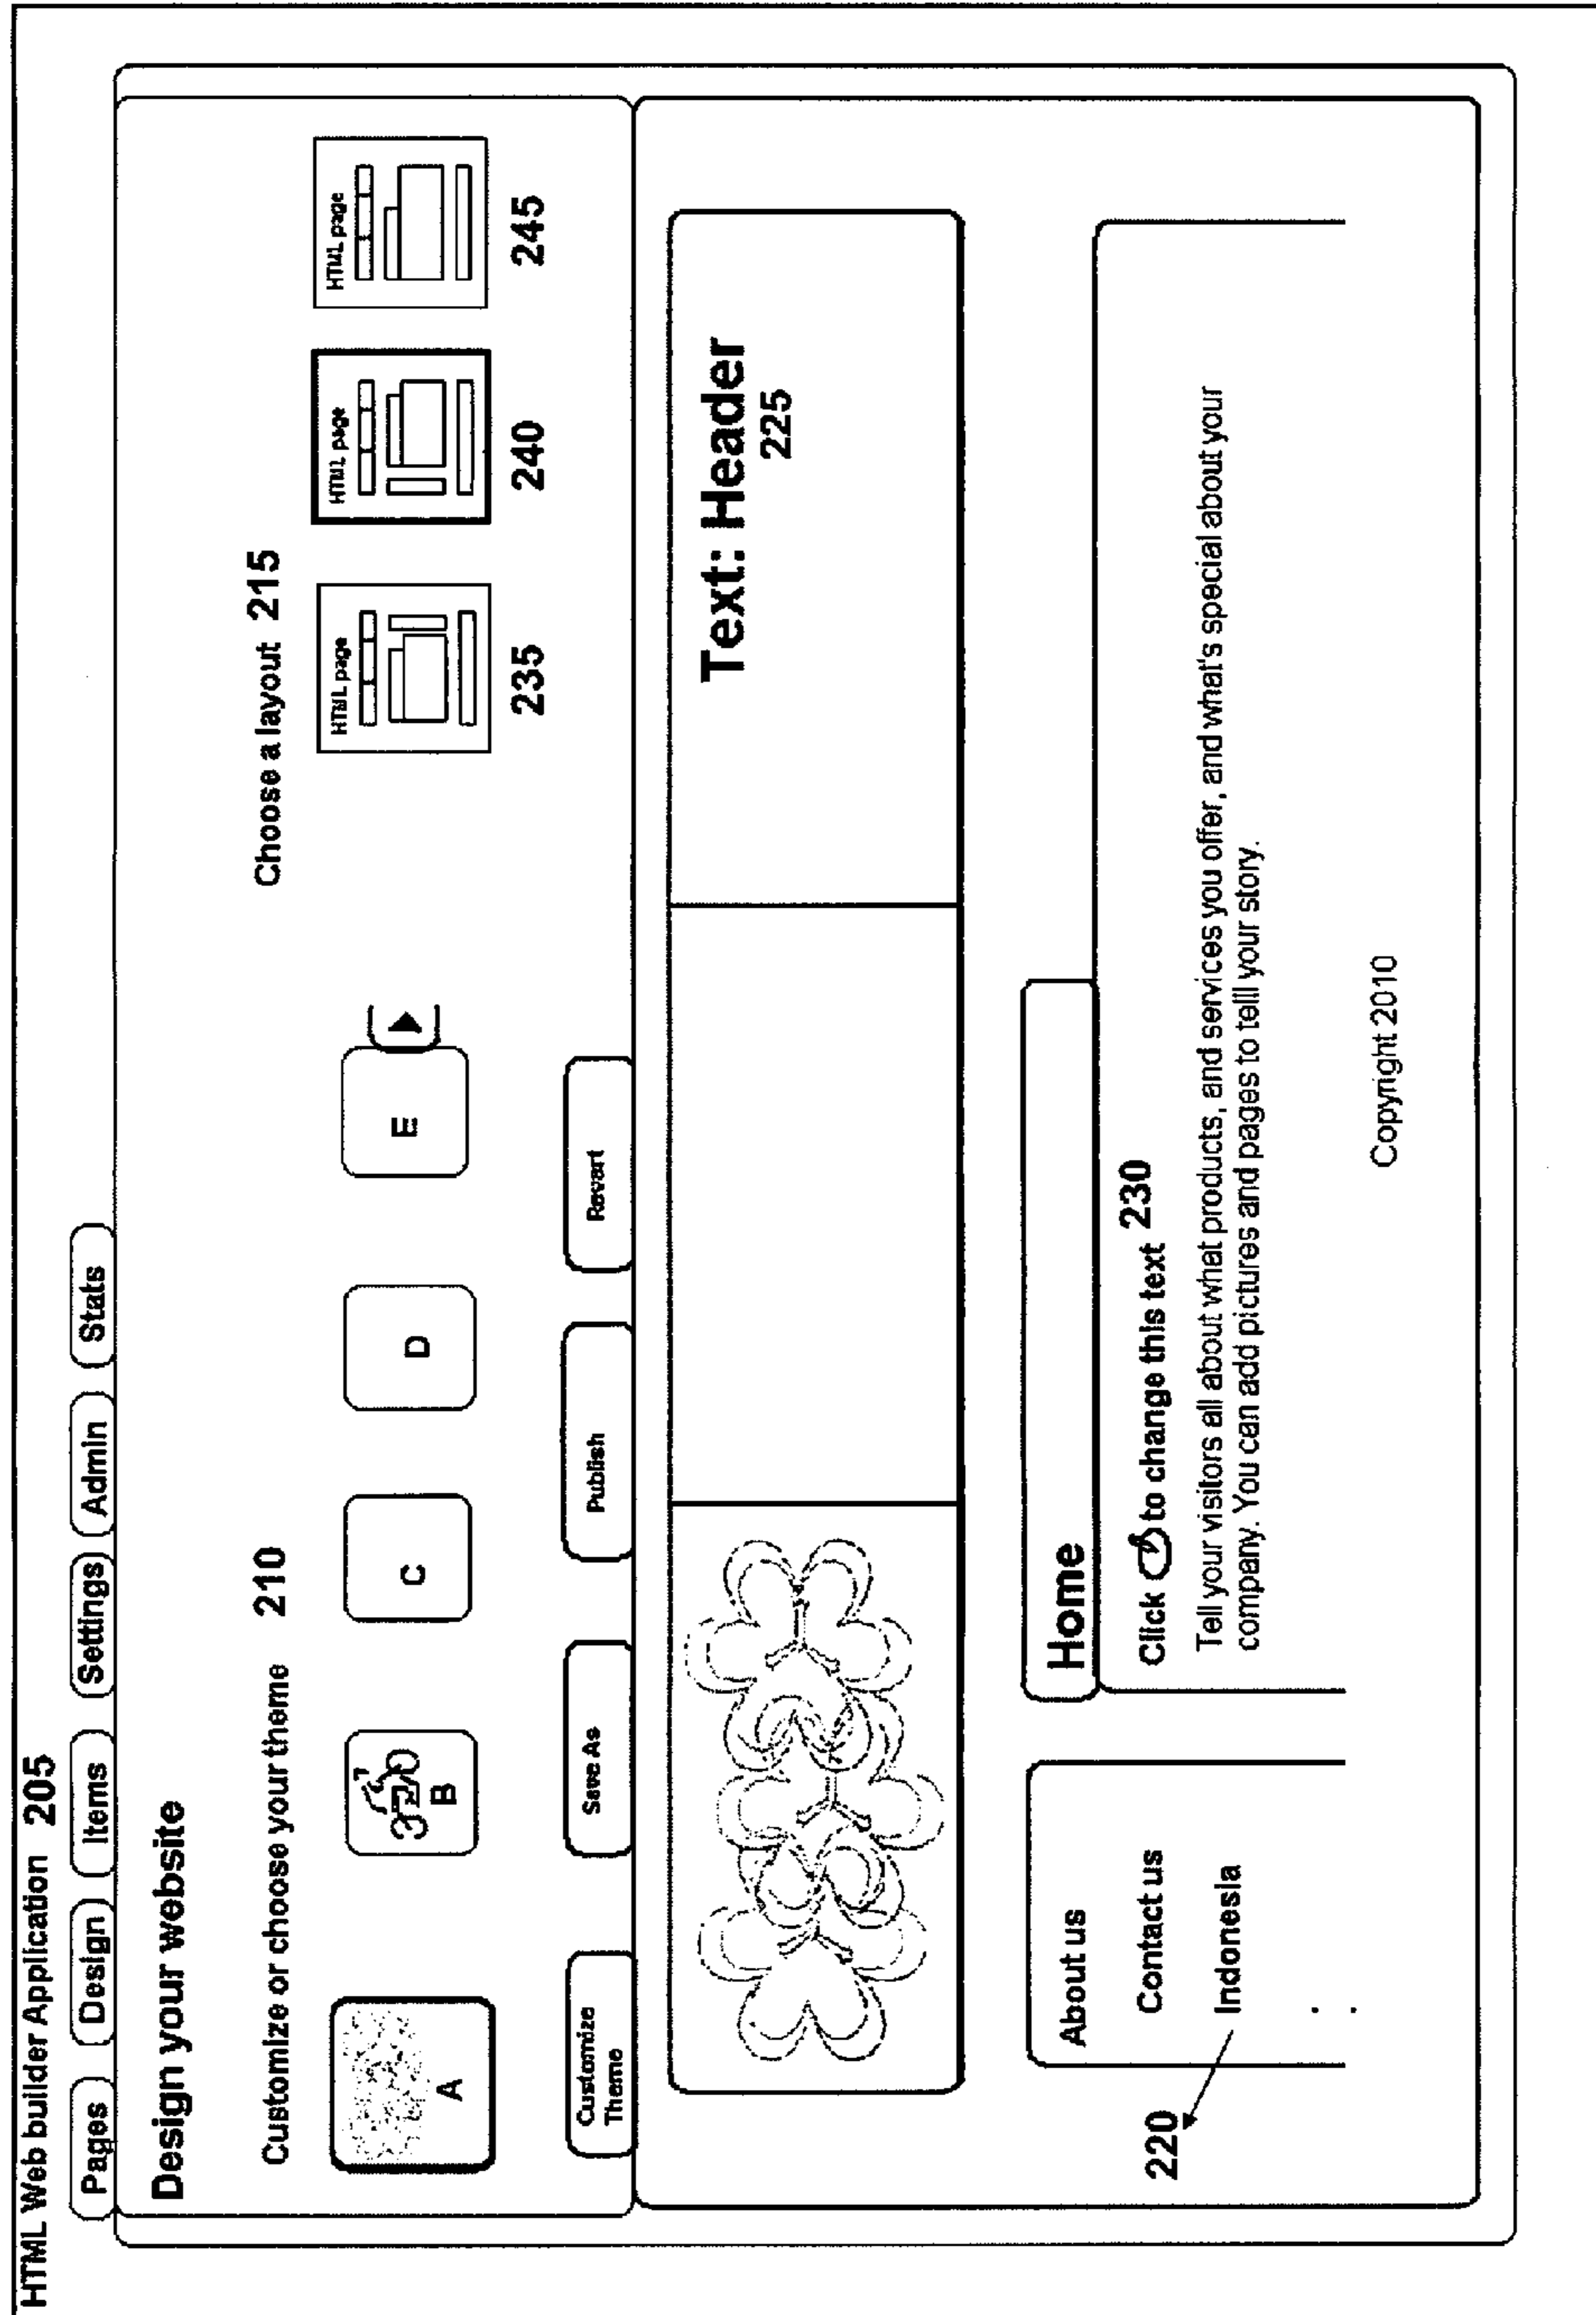 HTML Web builder Application 205
Pages Design Items Settings Admin Stats
Design your website
Customize or choose your theme 210
Choose a layout 215
A B C D E
HTML page HTML page HTML page
235 240 245
Customize Theme Save As Publish Revert
Text: Header
225
Home
About us
Contact us
Indonesia
220
Click to change this text 230
Tell your visitors all about what products, and services you offer, and what's special about your
company. You can add pictures and pages to telll your story.
Copyright 2010